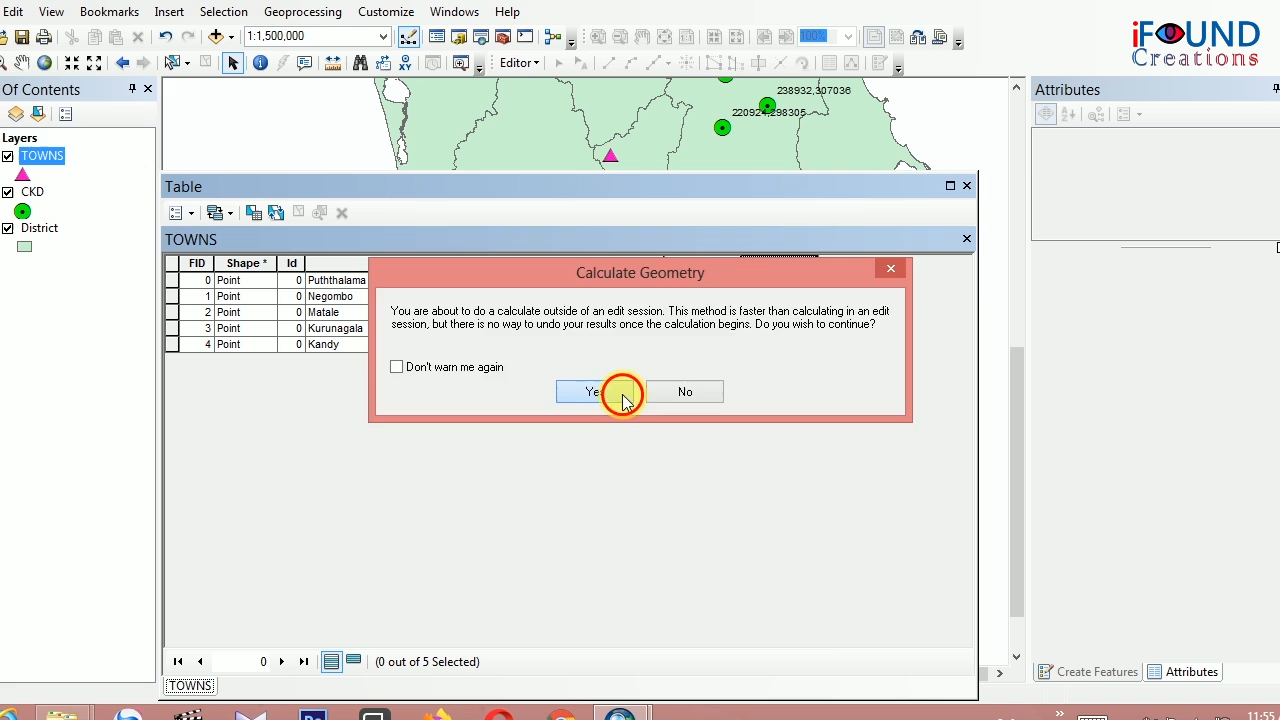 Edit View Bookmarks Insert Selection Geoprocessing Customize Windows Help
1:1,500,000 100%
Editor
iFOUND
Creations
Of Contents
Layers
TOWNS
CKD
District
238932,307036
220924,298305
Attributes
Table
TOWNS
FID Shape * Id
0 Point 0 Puththalama
1 Point 0 Negombo
2 Point 0 Matale
3 Point 0 Kurunagala
4 Point 0 Kandy
Calculate Geometry
You are about to do a calculate outside of an edit session. This method is faster than calculating in an edit
session, but there is no way to undo your results once the calculation begins. Do you wish to continue?
Don't warn me again
Yes No
0 (0 out of 5 Selected)
TOWNS
Create Features Attributes
11:55